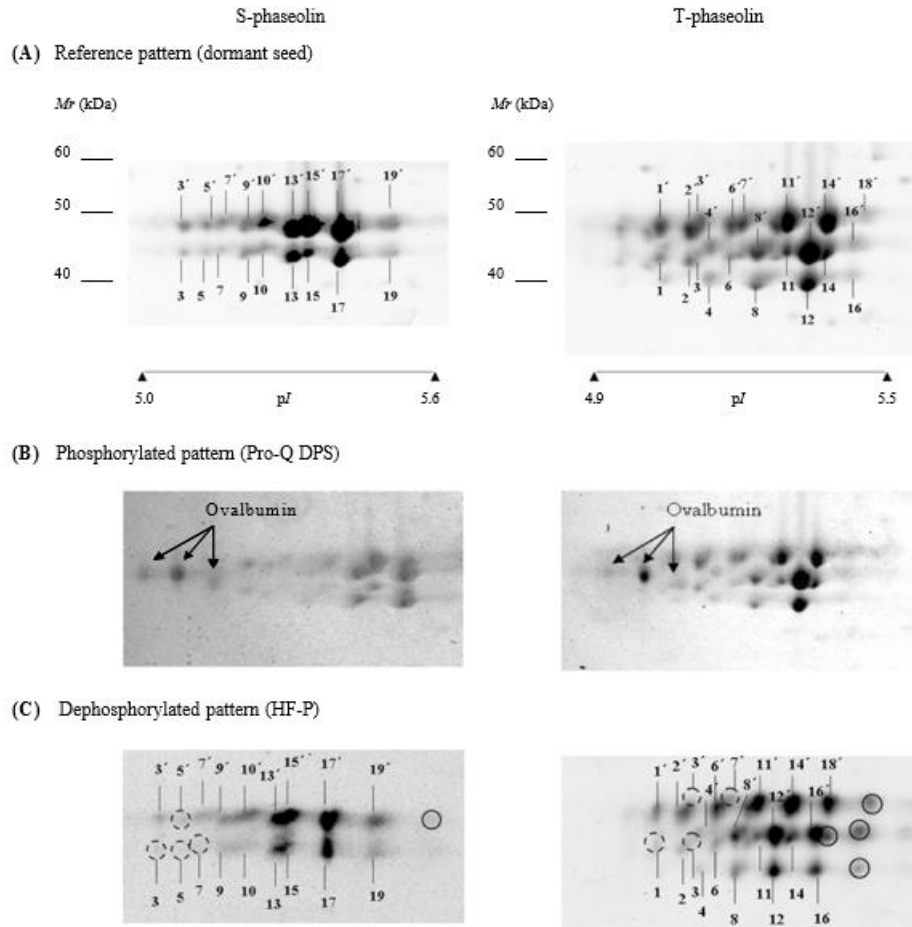 S-phaseolin T-phaseolin
(A) Reference pattern (dormant seed)
Mr (kDa) Mr (kDa)
60 60
3´ 5´ 7´ 9´ 10´ 13´ 15´ 17´ 19´ 1´ 2´ 3´ 6´ 7´ 11´ 14´ 18´
50 50
4´ 8´ 12´ 16´
40 40
3 5 7 9 10 13 15 17 19 1 2 3 4 6 8 11 12 14 16
5.0 pI 5.6 4.9 pI 5.5
(B) Phosphorylated pattern (Pro-Q DPS)
Ovalbumin Ovalbumin
(C) Dephosphorylated pattern (HF-P)
3´ 5´ 7´ 9´ 10´ 13´ 15´´ 17´ 19´ 1´ 2´ 3´ 6´ 7´ 11´ 14´ 18´
4´ 8´ 12´ 16´
3 5 7 9 10 13 15 17 19 1 2 3 4 6 8 11 12 14 16